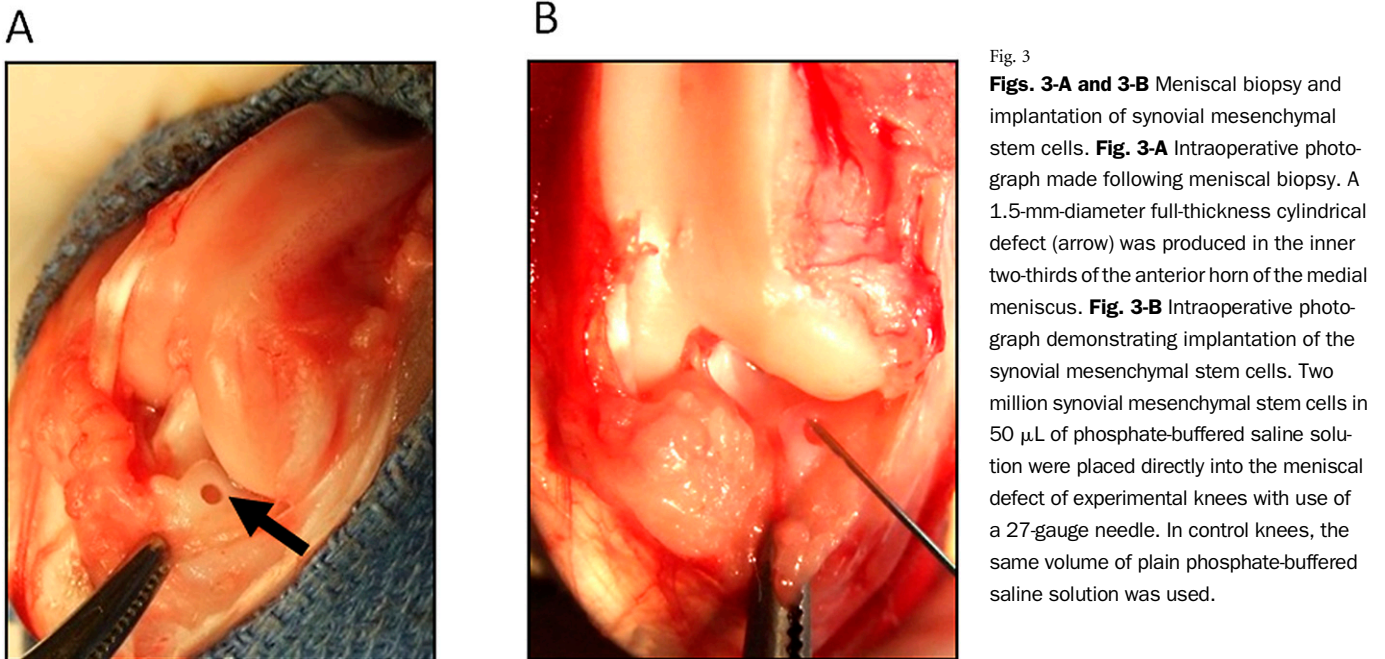 A
B
Fig. 3
Figs. 3-A and 3-B Meniscal biopsy and
implantation of synovial mesenchymal
stem cells. Fig. 3-A Intraoperative photo-
graph made following meniscal biopsy. A
1.5-mm-diameter full-thickness cylindrical
defect (arrow) was produced in the inner
two-thirds of the anterior horn of the medial
meniscus. Fig. 3-B Intraoperative photo-
graph demonstrating implantation of the
synovial mesenchymal stem cells. Two
million synovial mesenchymal stem cells in
50 μL of phosphate-buffered saline solu-
tion were placed directly into the meniscal
defect of experimental knees with use of
a 27-gauge needle. In control knees, the
same volume of plain phosphate-buffered
saline solution was used.